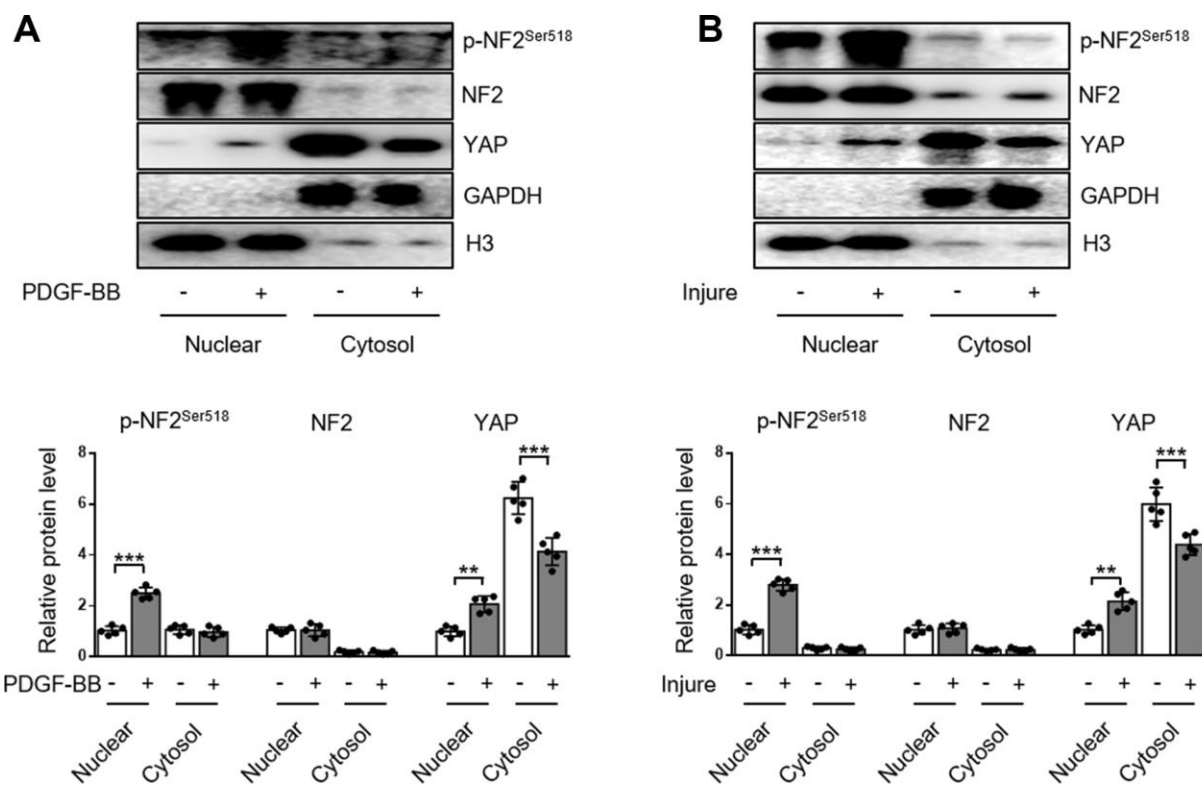 A
p-NF2Ser518
NF2
YAP
GAPDH
H3
PDGF-BB - + - +
Nuclear Cytosol
B
p-NF2Ser518
NF2
YAP
GAPDH
H3
Injure - + - +
Nuclear Cytosol
p-NF2Ser518 NF2 YAP
Relative protein level
8
6
4
2
0
*** ** ***
PDGF-BB - + - + - + - + - + - +
Nuclear Cytosol Nuclear Cytosol Nuclear Cytosol
p-NF2Ser518 NF2 YAP
Relative protein level
8
6
4
2
0
*** ** ***
Injure - + - + - + - + - + - +
Nuclear Cytosol Nuclear Cytosol Nuclear Cytosol